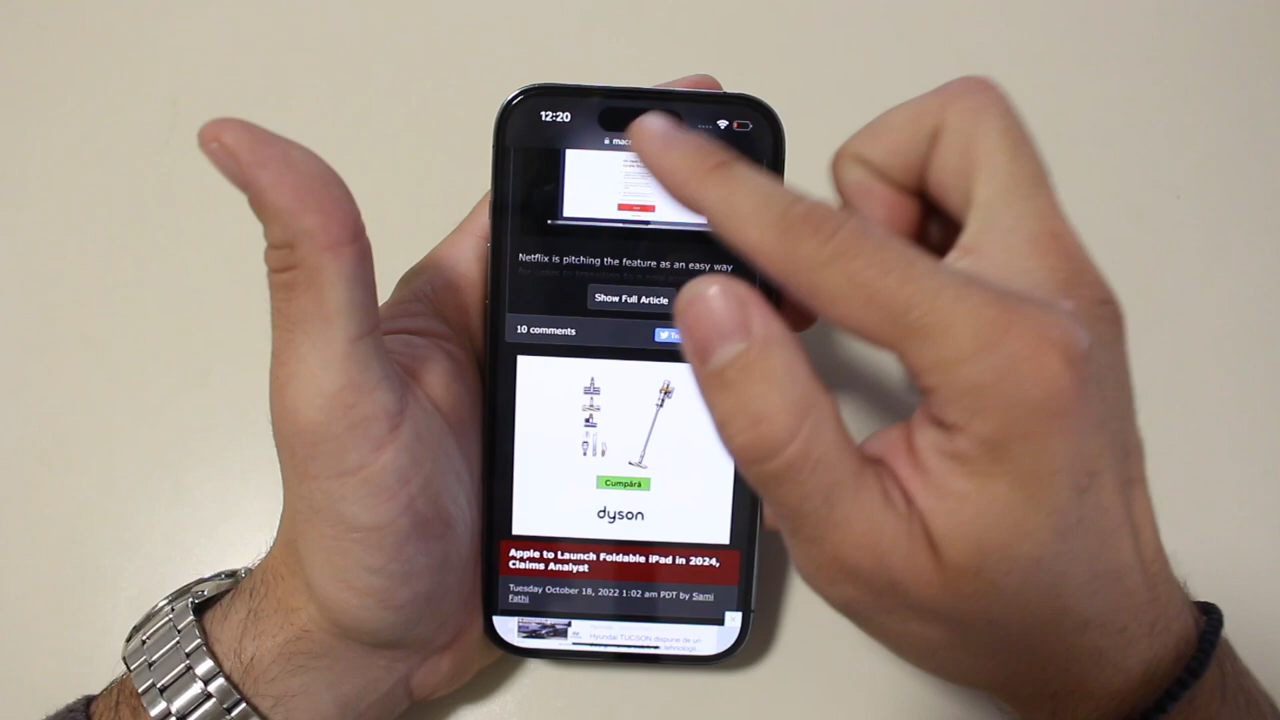 12:20
Netflix is pitching the feature as an easy way
Show Full Article
10 comments
Cumpără
dyson
Apple to Launch Foldable iPad in 2024,
Claims Analyst
Tuesday October 18, 2022 1:02 am PDT by Sami
Fathi
Hyundai TUCSON dispune de un
tehnologii